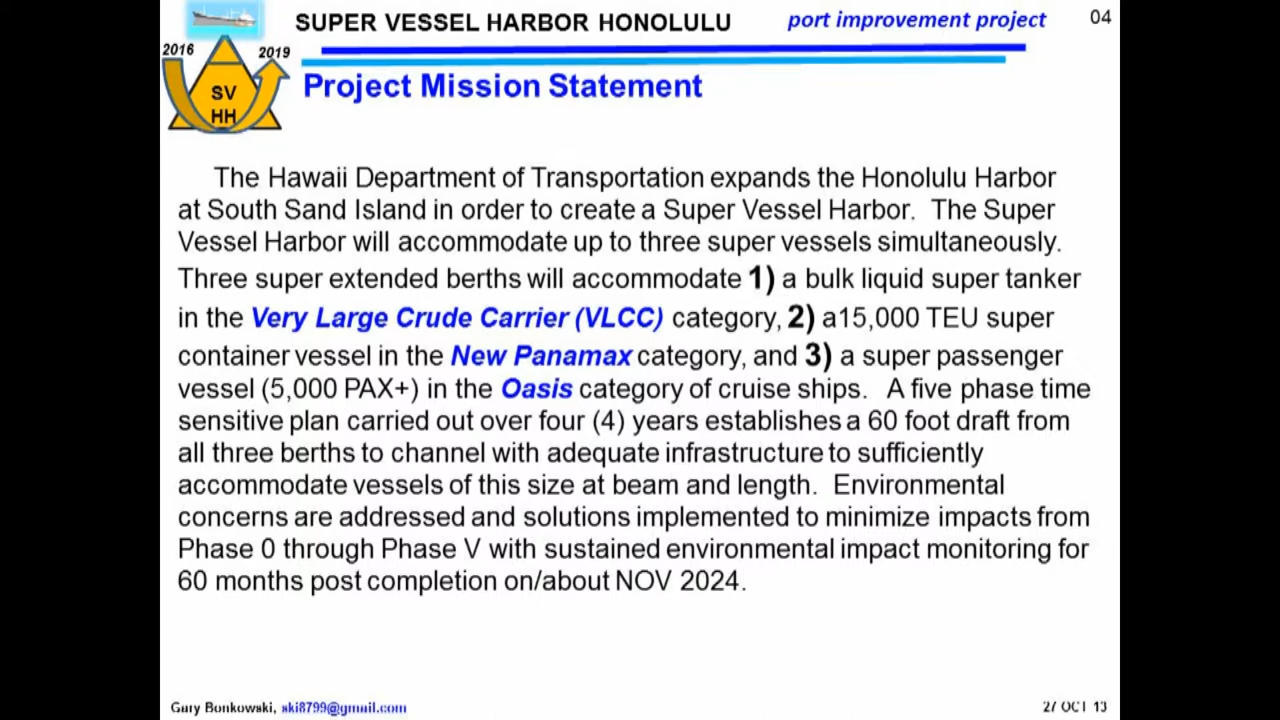 SUPER VESSEL HARBOR HONOLULU port improvement project 04
2016 2019
SV
HH
Project Mission Statement
The Hawaii Department of Transportation expands the Honolulu Harbor
at South Sand Island in order to create a Super Vessel Harbor. The Super
Vessel Harbor will accommodate up to three super vessels simultaneously.
Three super extended berths will accommodate 1) a bulk liquid super tanker
in the Very Large Crude Carrier (VLCC) category, 2) a15,000 TEU super
container vessel in the New Panamax category, and 3) a super passenger
vessel (5,000 PAX+) in the Oasis category of cruise ships. A five phase time
sensitive plan carried out over four (4) years establishes a 60 foot draft from
all three berths to channel with adequate infrastructure to sufficiently
accommodate vessels of this size at beam and length. Environmental
concerns are addressed and solutions implemented to minimize impacts from
Phase 0 through Phase V with sustained environmental impact monitoring for
60 months post completion on/about NOV 2024.
Gary Bonkowski, ski8799@gmail.com 27 OCT 13